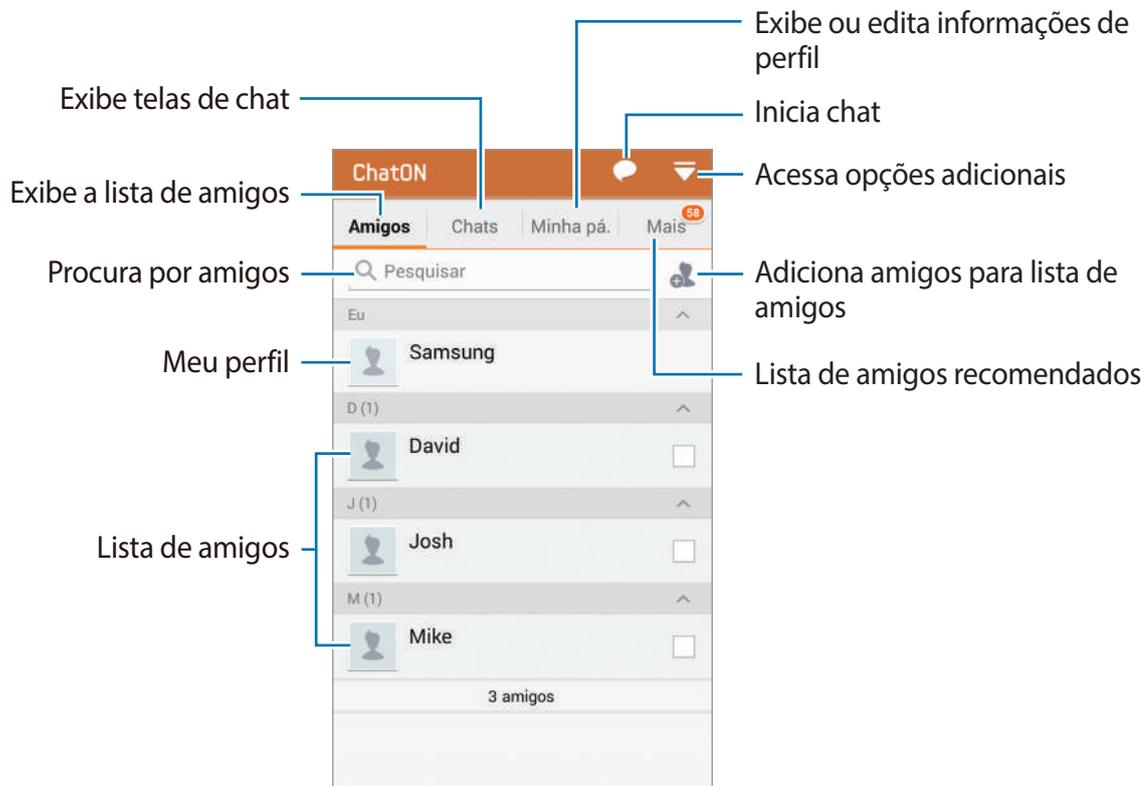 Exibe ou edita informações de
perfil
Exibe telas de chat
Inicia chat
ChatON
Acessa opções adicionais
Exibe a lista de amigos
58
Amigos Chats Minha pá. Mais
Procura por amigos
Pesquisar
Adiciona amigos para lista de
amigos
Eu
Meu perfil
Samsung
Lista de amigos recomendados
D (1)
David
J (1)
Lista de amigos
Josh
M (1)
Mike
3 amigos